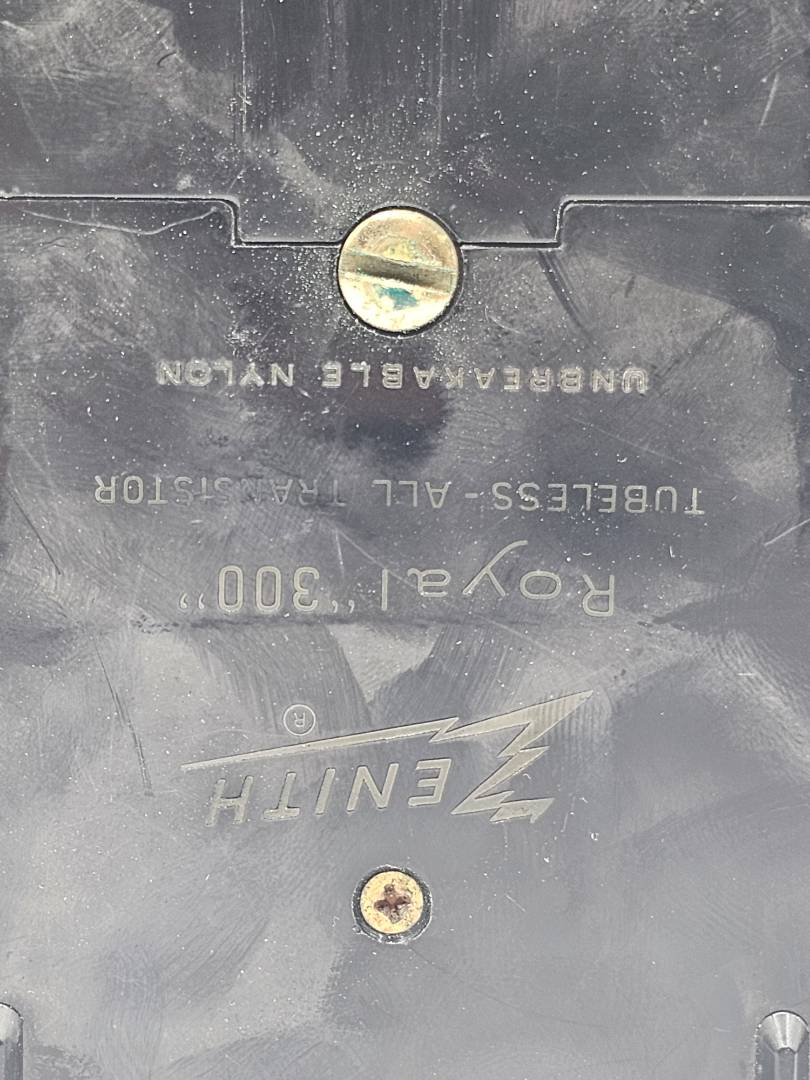 ZENITH ®
Royal "300"
TUBELESS - ALL TRANSISTOR
UNBREAKABLE NYLON